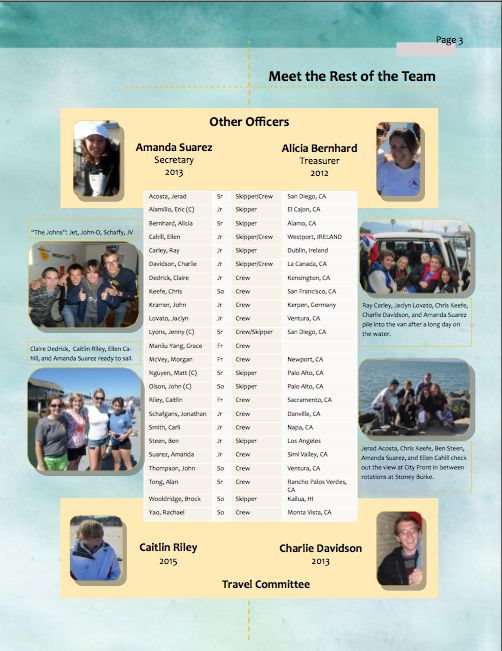 Page 3
Meet the Rest of the Team
Other Officers
Amanda Suarez
Secretary
2013
Alicia Bernhard
Treasurer
2012
Acosta, Jerad Sr Skipper/Crew San Diego, CA
Alamillo, Eric (C) Jr Skipper El Cajon, CA
Bernhard, Alicia Sr Skipper Alamo, CA
Cahill, Ellen Jr Skipper/Crew Westport, IRELAND
Carley, Ray Jr Skipper Dublin, Ireland
Davidson, Charlie Jr Skipper/Crew La Canada, CA
Dedrick, Claire Jr Crew Kensington, CA
Keefe, Chris So Crew San Francisco, CA
Kramer, John Jr Crew Kerpen, Germany
Lovato, Jaclyn Jr Crew Ventura, CA
Lyons, Jenny (C) Sr Crew/Skipper San Diego, CA
Manliu Yang, Grace Fr Crew
McVey, Morgan Fr Crew Newport, CA
Nguyen, Matt (C) Sr Skipper Palo Alto, CA
Olson, John (C) So Skipper Palo Alto, CA
Riley, Caitlin Fr Crew Sacramento, CA
Schafgans, Jonathan Jr Crew Danville, CA
Smith, Carli Jr Crew Napa, CA
Steen, Ben Jr Skipper Los Angeles
Suarez, Amanda Jr Crew Simi Valley, CA
Thompson, John So Crew Ventura, CA
Tong, Alan Sr Crew Rancho Palos Verdes,
CA
Wooldridge, Brock So Skipper Kailua, HI
Yao, Rachael So Crew Monta Vista, CA
"The Johns": Jet, John-O, Schaffy, JV
Claire Dedrick, Caitlin Riley, Ellen Ca-
hill, and Amanda Suarez ready to sail.
Ray Carley, Jaclyn Lovato, Chris Keefe,
Charlie Davidson, and Amanda Suarez
pile into the van after a long day on
the water.
Jerad Acosta, Chris Keefe, Ben Steen,
Amanda Suarez, and Ellen Cahill check
out the view at City Front in between
rotations at Stoney Burke.
Caitlin Riley
2015
Charlie Davidson
2013
Travel Committee